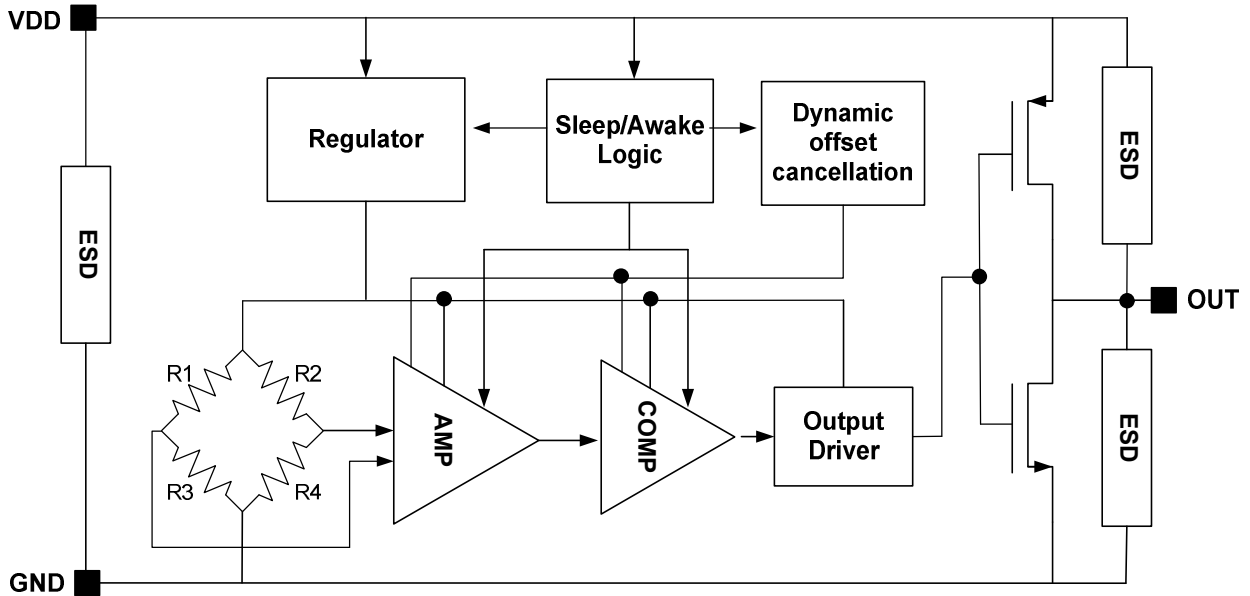 VDD
Regulator
Sleep/Awake
Logic
Dynamic
offset
cancellation
ESD
ESD
OUT
R1
R2
R3
R4
AMP
COMP
Output
Driver
ESD
GND